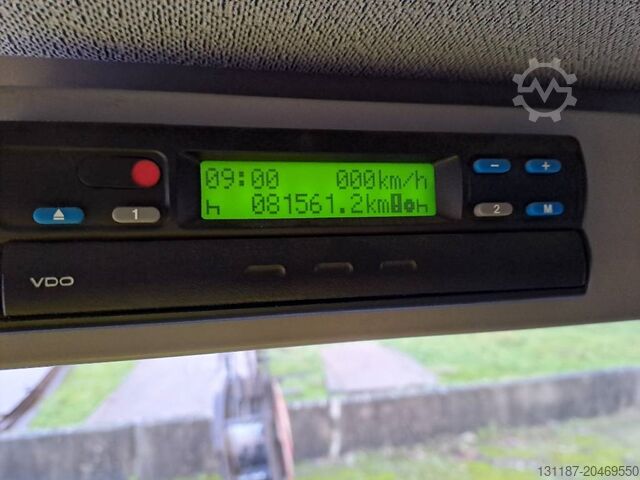 09:00 000km/h
h 081561.2km h
1
- +
2 M
VDO
131187-20469550